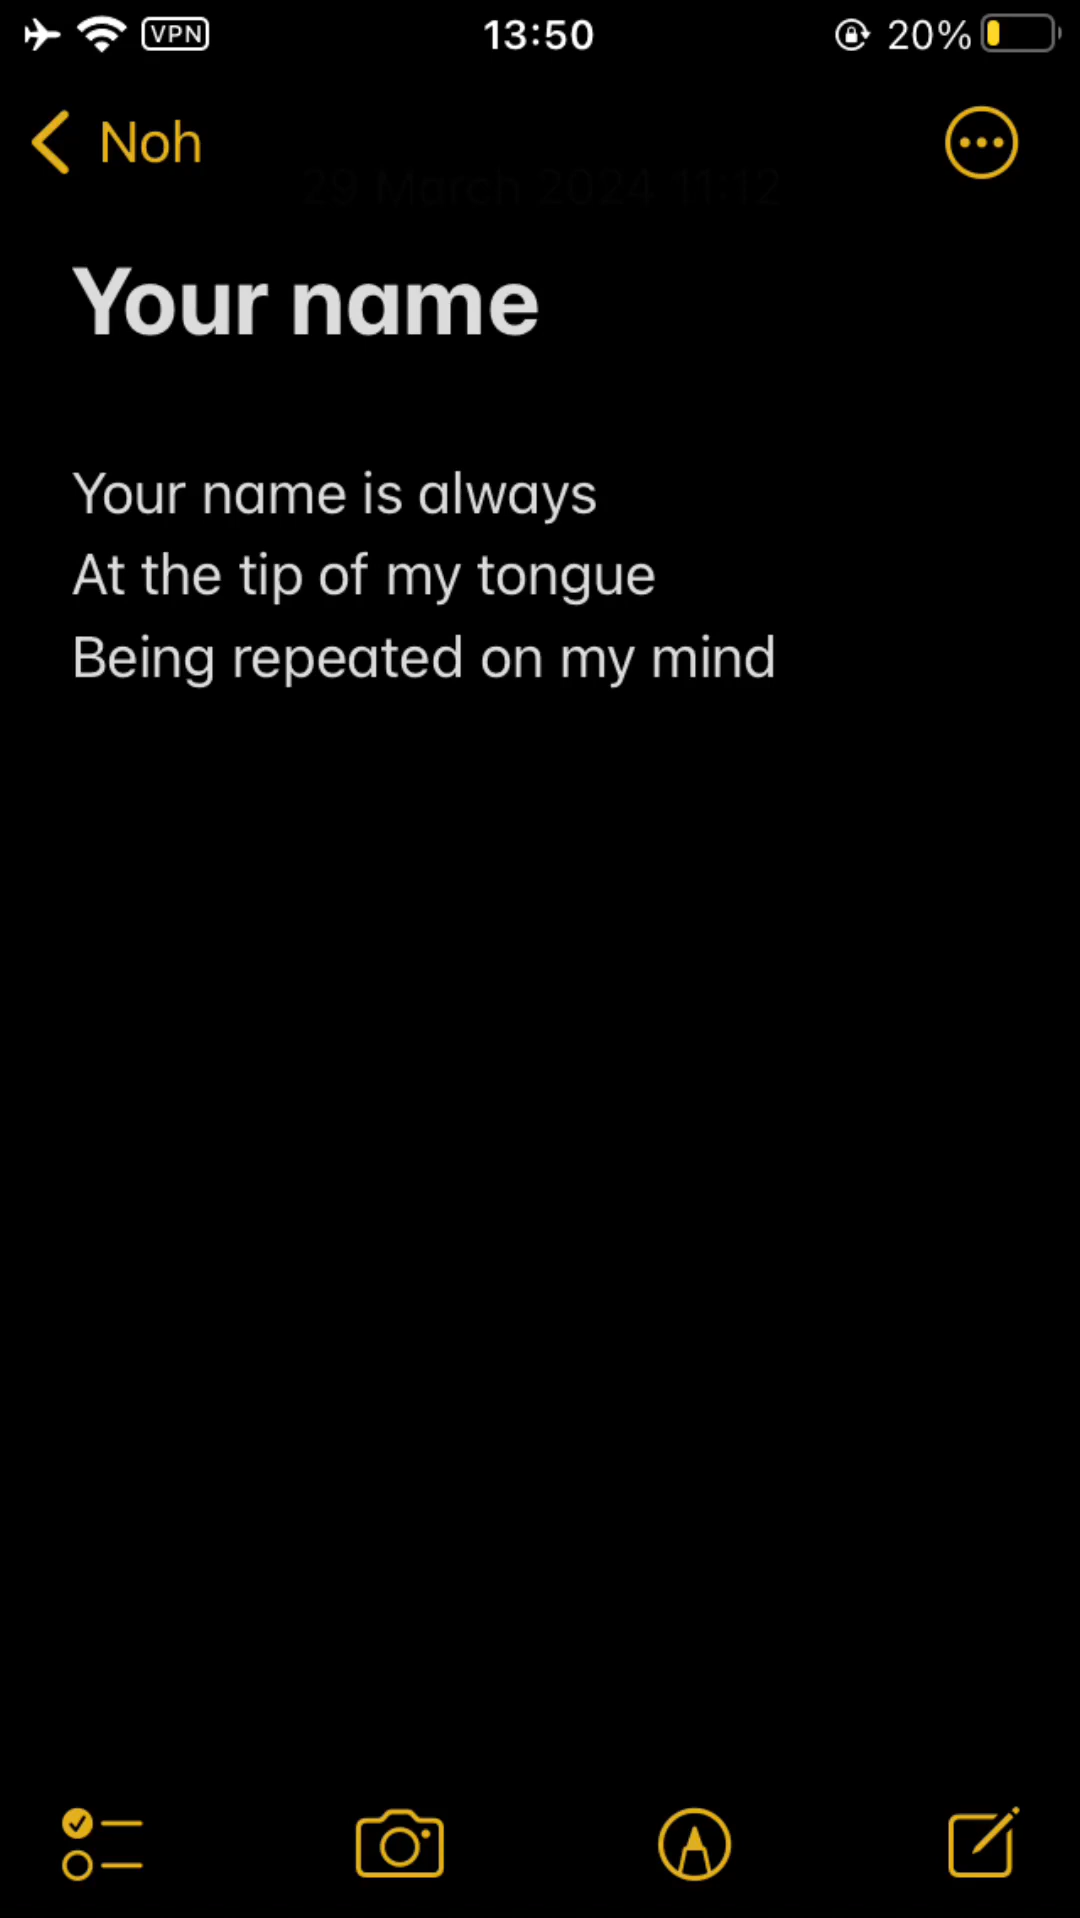 VPN 13:50 20%
Noh
29 March 2024 11:12
Your name
Your name is always
At the tip of my tongue
Being repeated on my mind